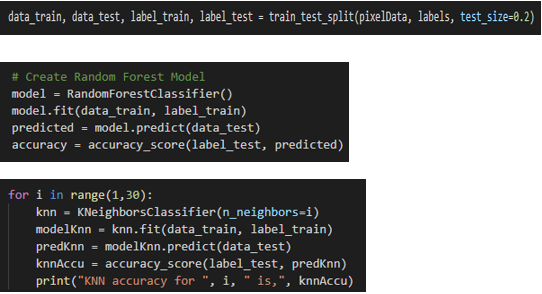 data_train, data_test, label_train, label_test = train_test_split(pixelData, labels, test_size=0.2)
# Create Random Forest Model
model = RandomForestClassifier()
model.fit(data_train, label_train)
predicted = model.predict(data_test)
accuracy = accuracy_score(label_test, predicted)
for i in range(1,30):
    knn = KNeighborsClassifier(n_neighbors=i)
    modelKnn = knn.fit(data_train, label_train)
    predKnn = modelKnn.predict(data_test)
    knnAccu = accuracy_score(label_test, predKnn)
    print("KNN accuracy for ", i, " is,", knnAccu)